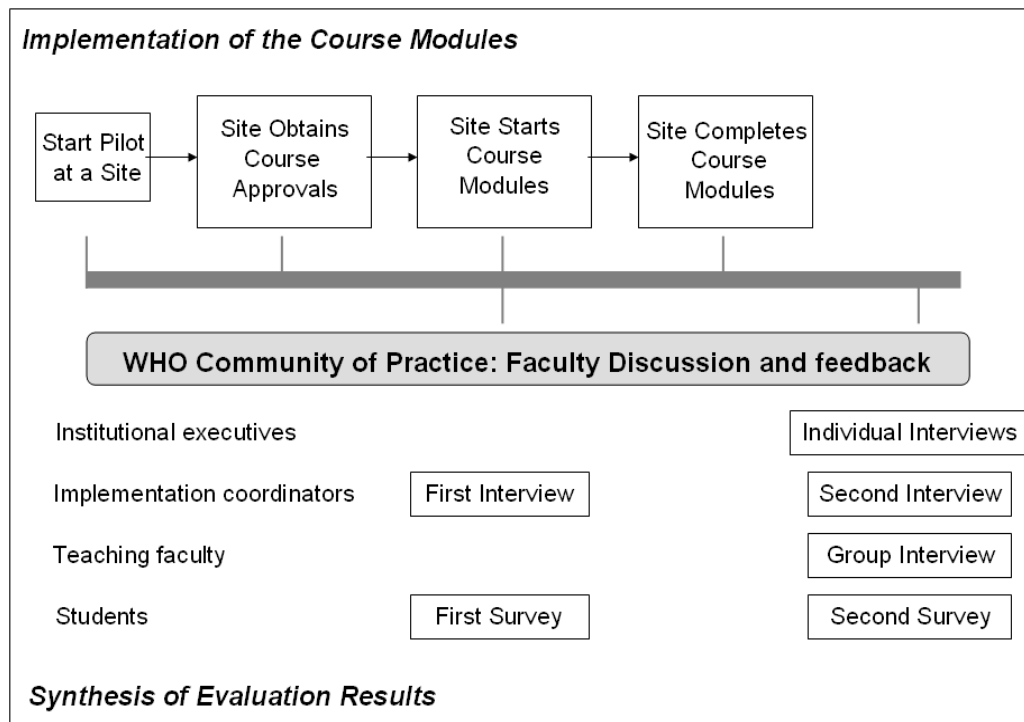 Implementation of the Course Modules
Start Pilot
at a Site
Site Obtains
Course
Approvals
Site Starts
Course
Modules
Site Completes
Course
Modules
WHO Community of Practice: Faculty Discussion and feedback
Institutional executives
Individual Interviews
Implementation coordinators
First Interview
Second Interview
Teaching faculty
Group Interview
Students
First Survey
Second Survey
Synthesis of Evaluation Results